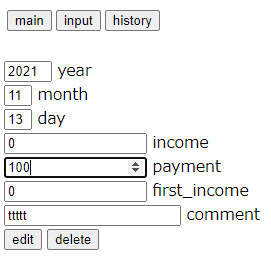 main input history
2021 year
11 month
13 day
0 income
100 payment
0 first_income
ttttt comment
edit delete